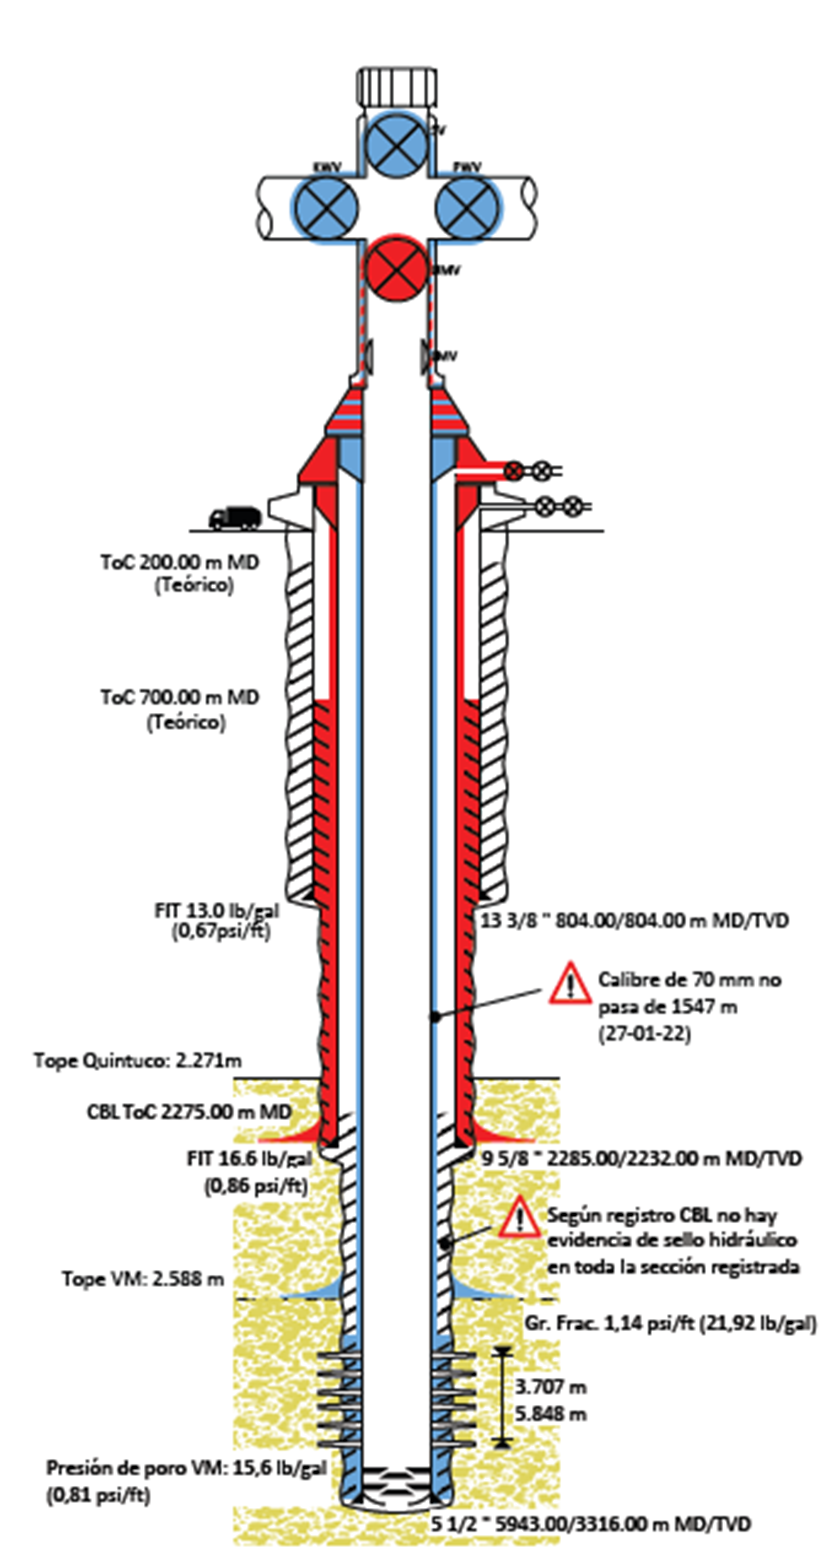 SV
KWV
PWV
ToC 200.00 m MD
(Teórico)
ToC 700.00 m MD
(Teórico)
FIT 13.0 lb/gal
(0,67psi/ft)
13 3/8 " 804.00/804.00 m MD/TVD
Calibre de 70 mm no
pasa de 1547 m
(27-01-22)
Tope Quintuco: 2.271m
CBL ToC 2275.00 m MD
FIT 16.6 lb/gal
(0,86 psi/ft)
9 5/8 " 2285.00/2232.00 m MD/TVD
Según registro CBL no hay
evidencia de sello hidráulico
en toda la sección registrada
Tope VM: 2.588 m
Gr. Frac. 1,14 psi/ft (21,92 lb/gal)
3.707 m
5.848 m
Presión de poro VM: 15,6 lb/gal
(0,81 psi/ft)
5 1/2 " 5943.00/3316.00 m MD/TVD